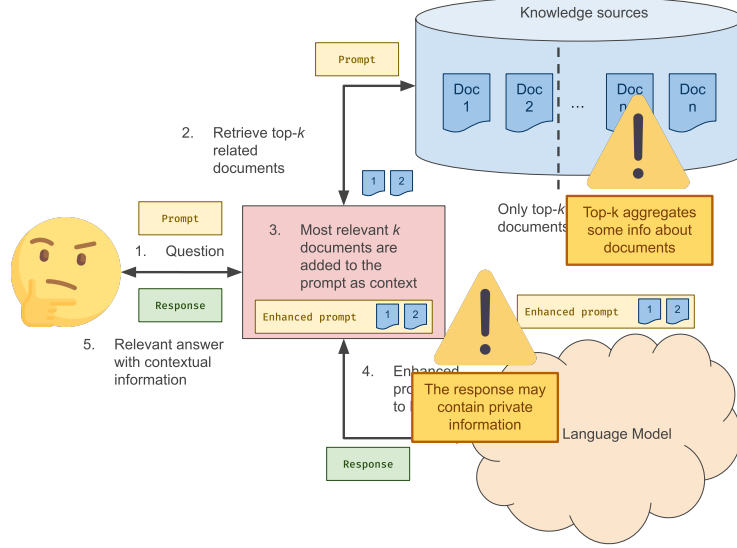 Knowledge sources
Prompt
Doc
1
Doc
2
...
Doc
Doc
n
2. Retrieve top-k
related
documents
1 2
Only top-k
documents
Top-k aggregates
some info about
documents
Prompt
1. Question
Response
5. Relevant answer
with contextual
information
3. Most relevant k
documents are
added to the
prompt as context
Enhanced prompt 1 2
Enhanced prompt 1 2
4. Enhanced
to
The response may
contain private
information
Language Model
Response